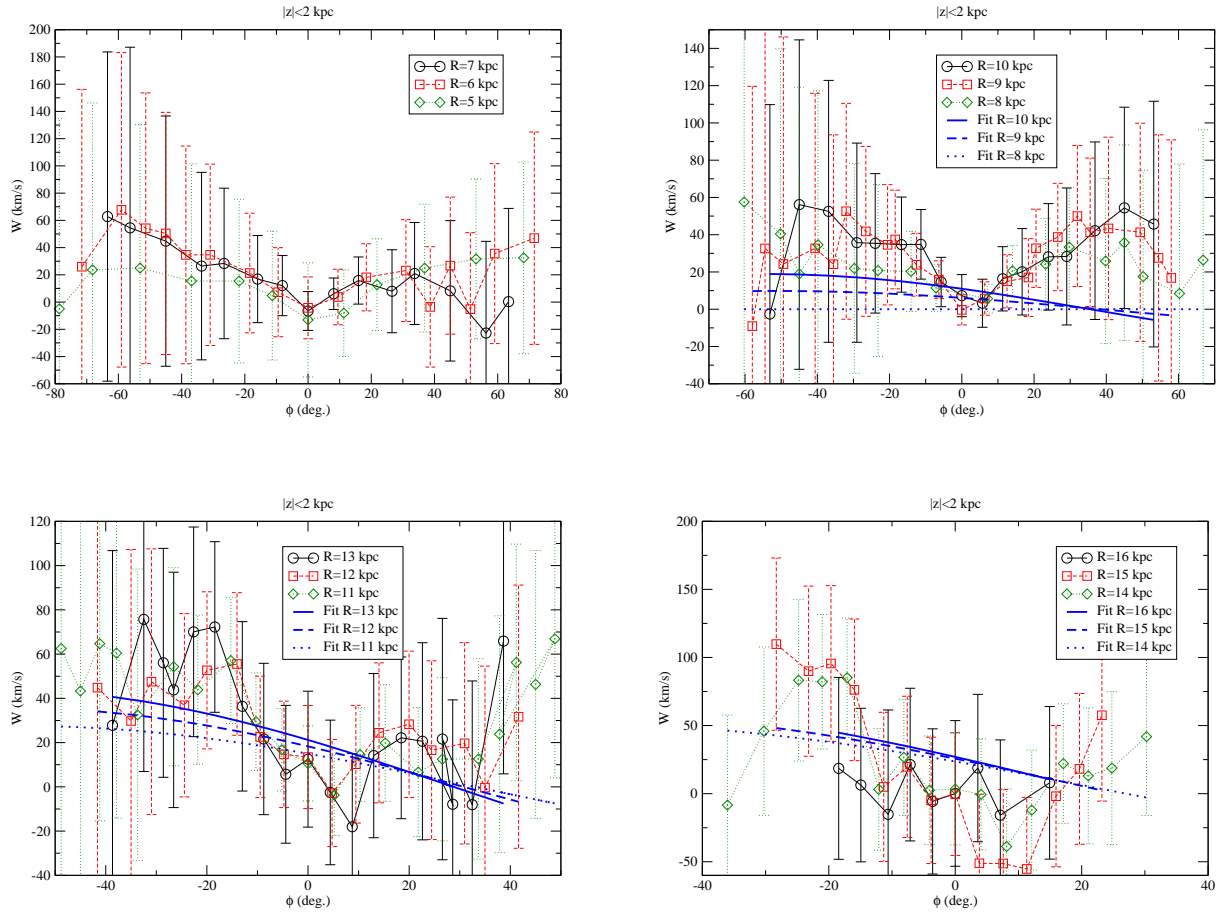 |z|<2 kpc
W (km/s)
200
180
160
140
120
100
80
60
40
20
0
-20
-40
-60
R=7 kpc
R=6 kpc
R=5 kpc
-80 -60 -40 -20 0 20 40 60 80
ϕ (deg.)
|z|<2 kpc
W (km/s)
140
120
100
80
60
40
20
0
-20
-40
R=10 kpc
R=9 kpc
R=8 kpc
Fit R=10 kpc
Fit R=9 kpc
Fit R=8 kpc
-60 -40 -20 0 20 40 60
ϕ (deg.)
|z|<2 kpc
W (km/s)
120
100
80
60
40
20
0
-20
-40
R=13 kpc
R=12 kpc
R=11 kpc
Fit R=13 kpc
Fit R=12 kpc
Fit R=11 kpc
-40 -20 0 20 40
ϕ (deg.)
|z|<2 kpc
W (km/s)
200
150
100
50
0
-50
R=16 kpc
R=15 kpc
R=14 kpc
Fit R=16 kpc
Fit R=15 kpc
Fit R=14 kpc
-40 -20 0 20 40
ϕ (deg.)